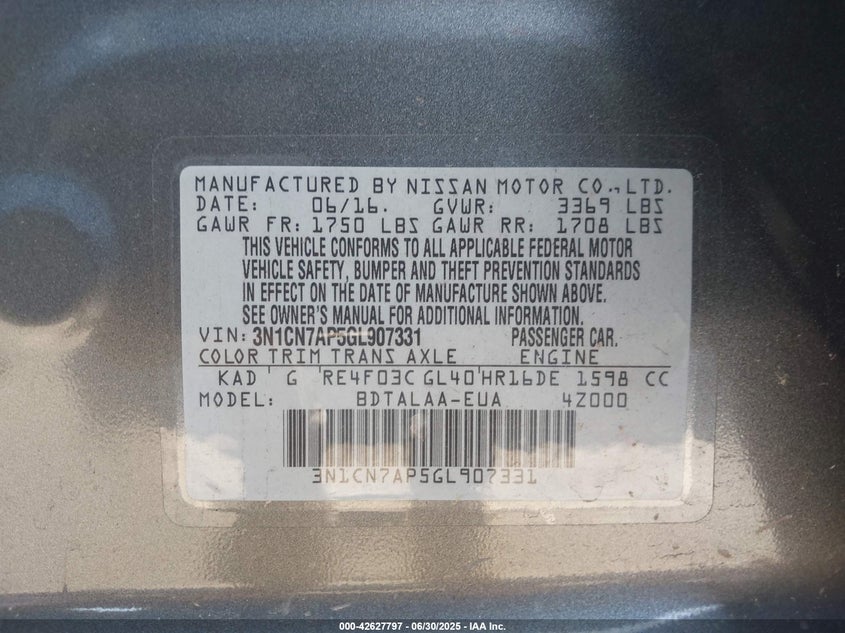 MANUFACTURED BY NISSAN MOTOR CO., LTD.
DATE: 06/16. GVWR: 3369 LBS
GAWR FR: 1750 LBS GAWR RR: 1708 LBS
THIS VEHICLE CONFORMS TO ALL APPLICABLE FEDERAL MOTOR
VEHICLE SAFETY, BUMPER AND THEFT PREVENTION STANDARDS
IN EFFECT ON THE DATE OF MANUFACTURE SHOWN ABOVE.
SEE OWNER'S MANUAL FOR ADDITIONAL INFORMATION.
VIN: 3N1CN7AP5GL907331 PASSENGER CAR.
COLOR TRIM TRANS AXLE ENGINE
KAD G RE4F03C GL40 HR16DE 1598 CC
MODEL: BDTALAA-EUA 4Z000
3N1CN7AP5GL907331
000-42627797 - 06/30/2025 - IAA Inc.